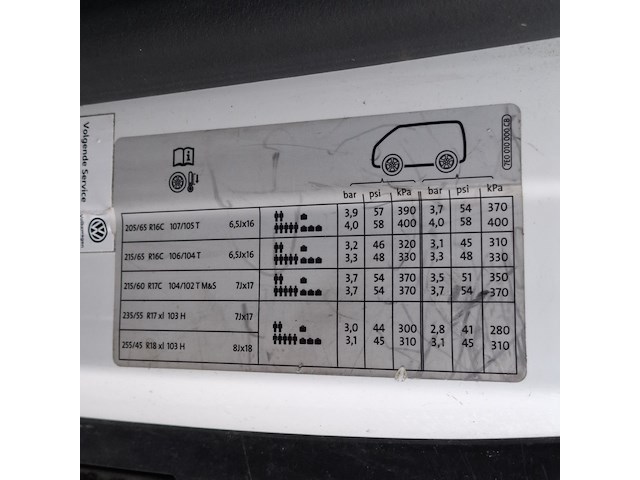 Volgende Service
7E0 010 000 CB
bar psi kPa bar psi kPa
205/65 R16C 107/105 T 6,5Jx16 3,9 57 390 3,7 54 370
4,0 58 400 4,0 58 400
215/65 R16C 106/104 T 6,5Jx16 3,2 46 320 3,1 45 310
3,3 48 330 3,3 48 330
215/60 R17C 104/102 T M&S 7Jx17 3,7 54 370 3,5 51 350
3,7 54 370 3,7 54 370
235/55 R17 xl 103 H 7Jx17
3,0 44 300 2,8 41 280
255/45 R18 xl 103 H 8Jx18 3,1 45 310 3,1 45 310